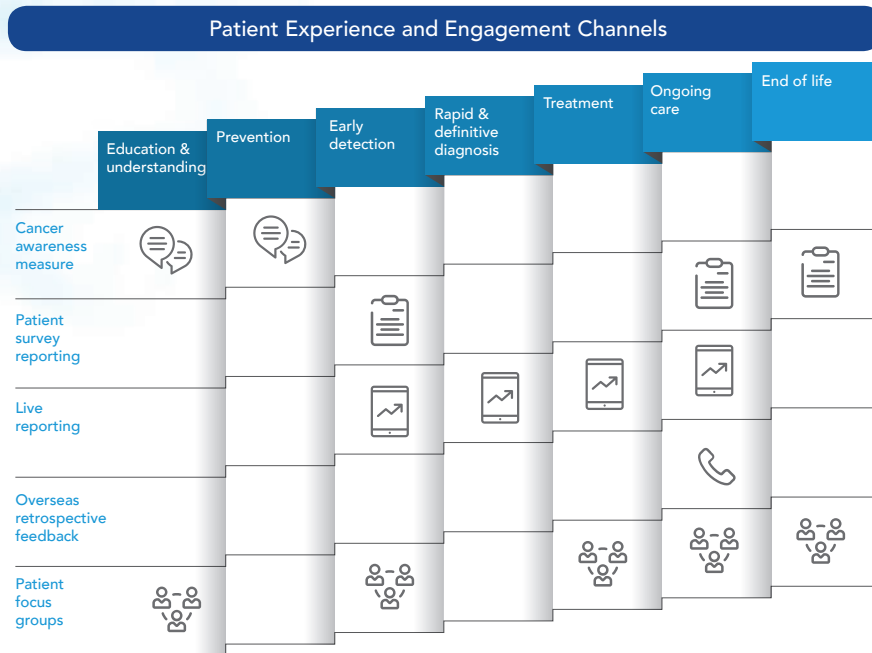 Patient Experience and Engagement Channels
Education &
understanding
Prevention
Early
detection
Rapid &
definitive
diagnosis
Treatment
Ongoing
care
End of life
Cancer
awareness
measure
Patient
survey
reporting
Live
reporting
Overseas
retrospective
feedback
Patient
focus
groups